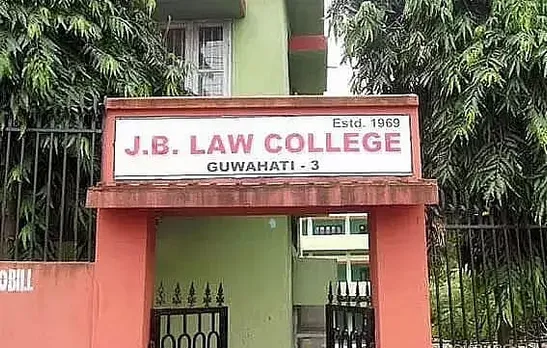 Estd. 1969
J.B. LAW COLLEGE
GUWAHATI - 3
OBILL